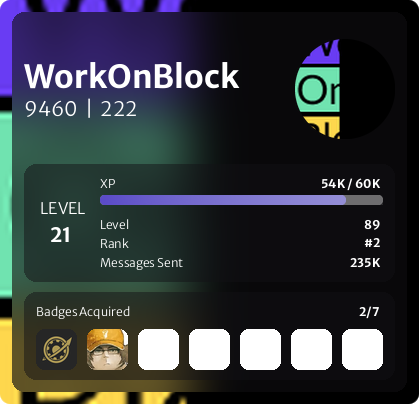 WorkOnBlock
9460 | 222
On
XP 54K / 60K
LEVEL
21
Level 89
Rank #2
Messages Sent 235K
Badges Acquired 2/7